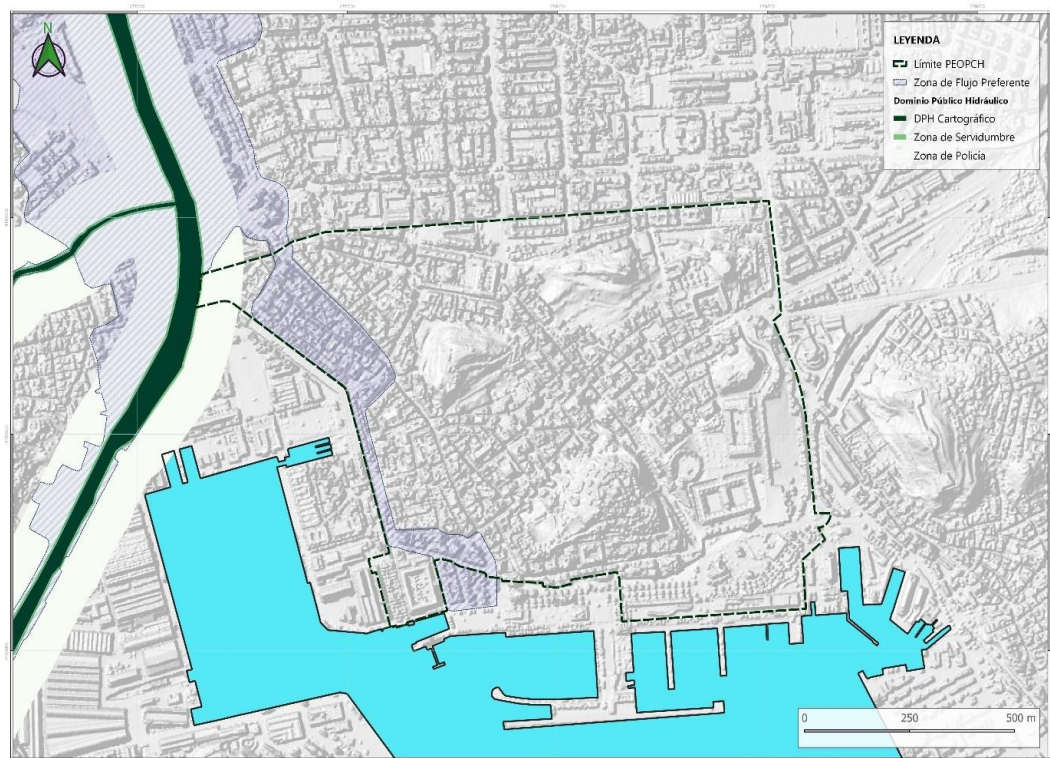 N
LEYENDA
Límite PEOPCH
Zona de Flujo Preferente
Dominio Público Hidráulico
DPH Cartográfico
Zona de Servidumbre
Zona de Policía
0 250 500 m